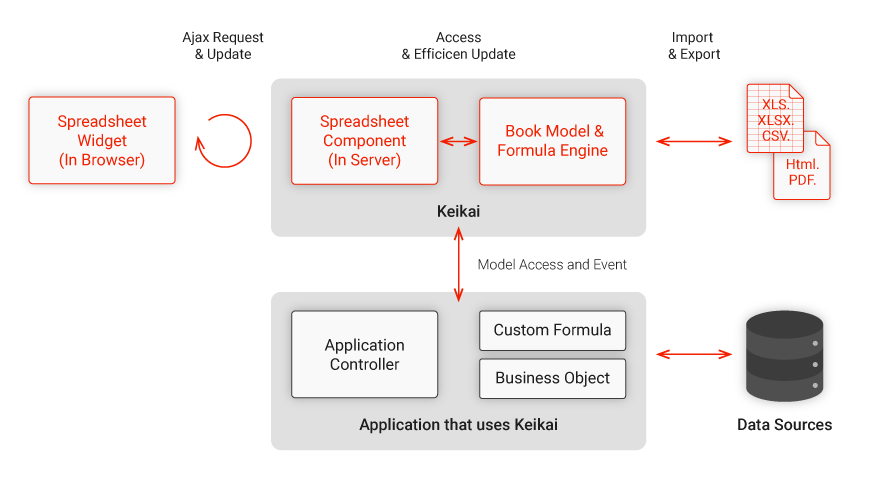 Ajax Request
& Update
Access
& Efficicen Update
Import
& Export
Spreadsheet
Widget
(In Browser)
Spreadsheet
Component
(In Server)
Book Model &
Formula Engine
XLS.
XLSX.
CSV.
Html.
PDF.
Keikai
Model Access and Event
Application
Controller
Custom Formula
Business Object
Application that uses Keikai
Data Sources